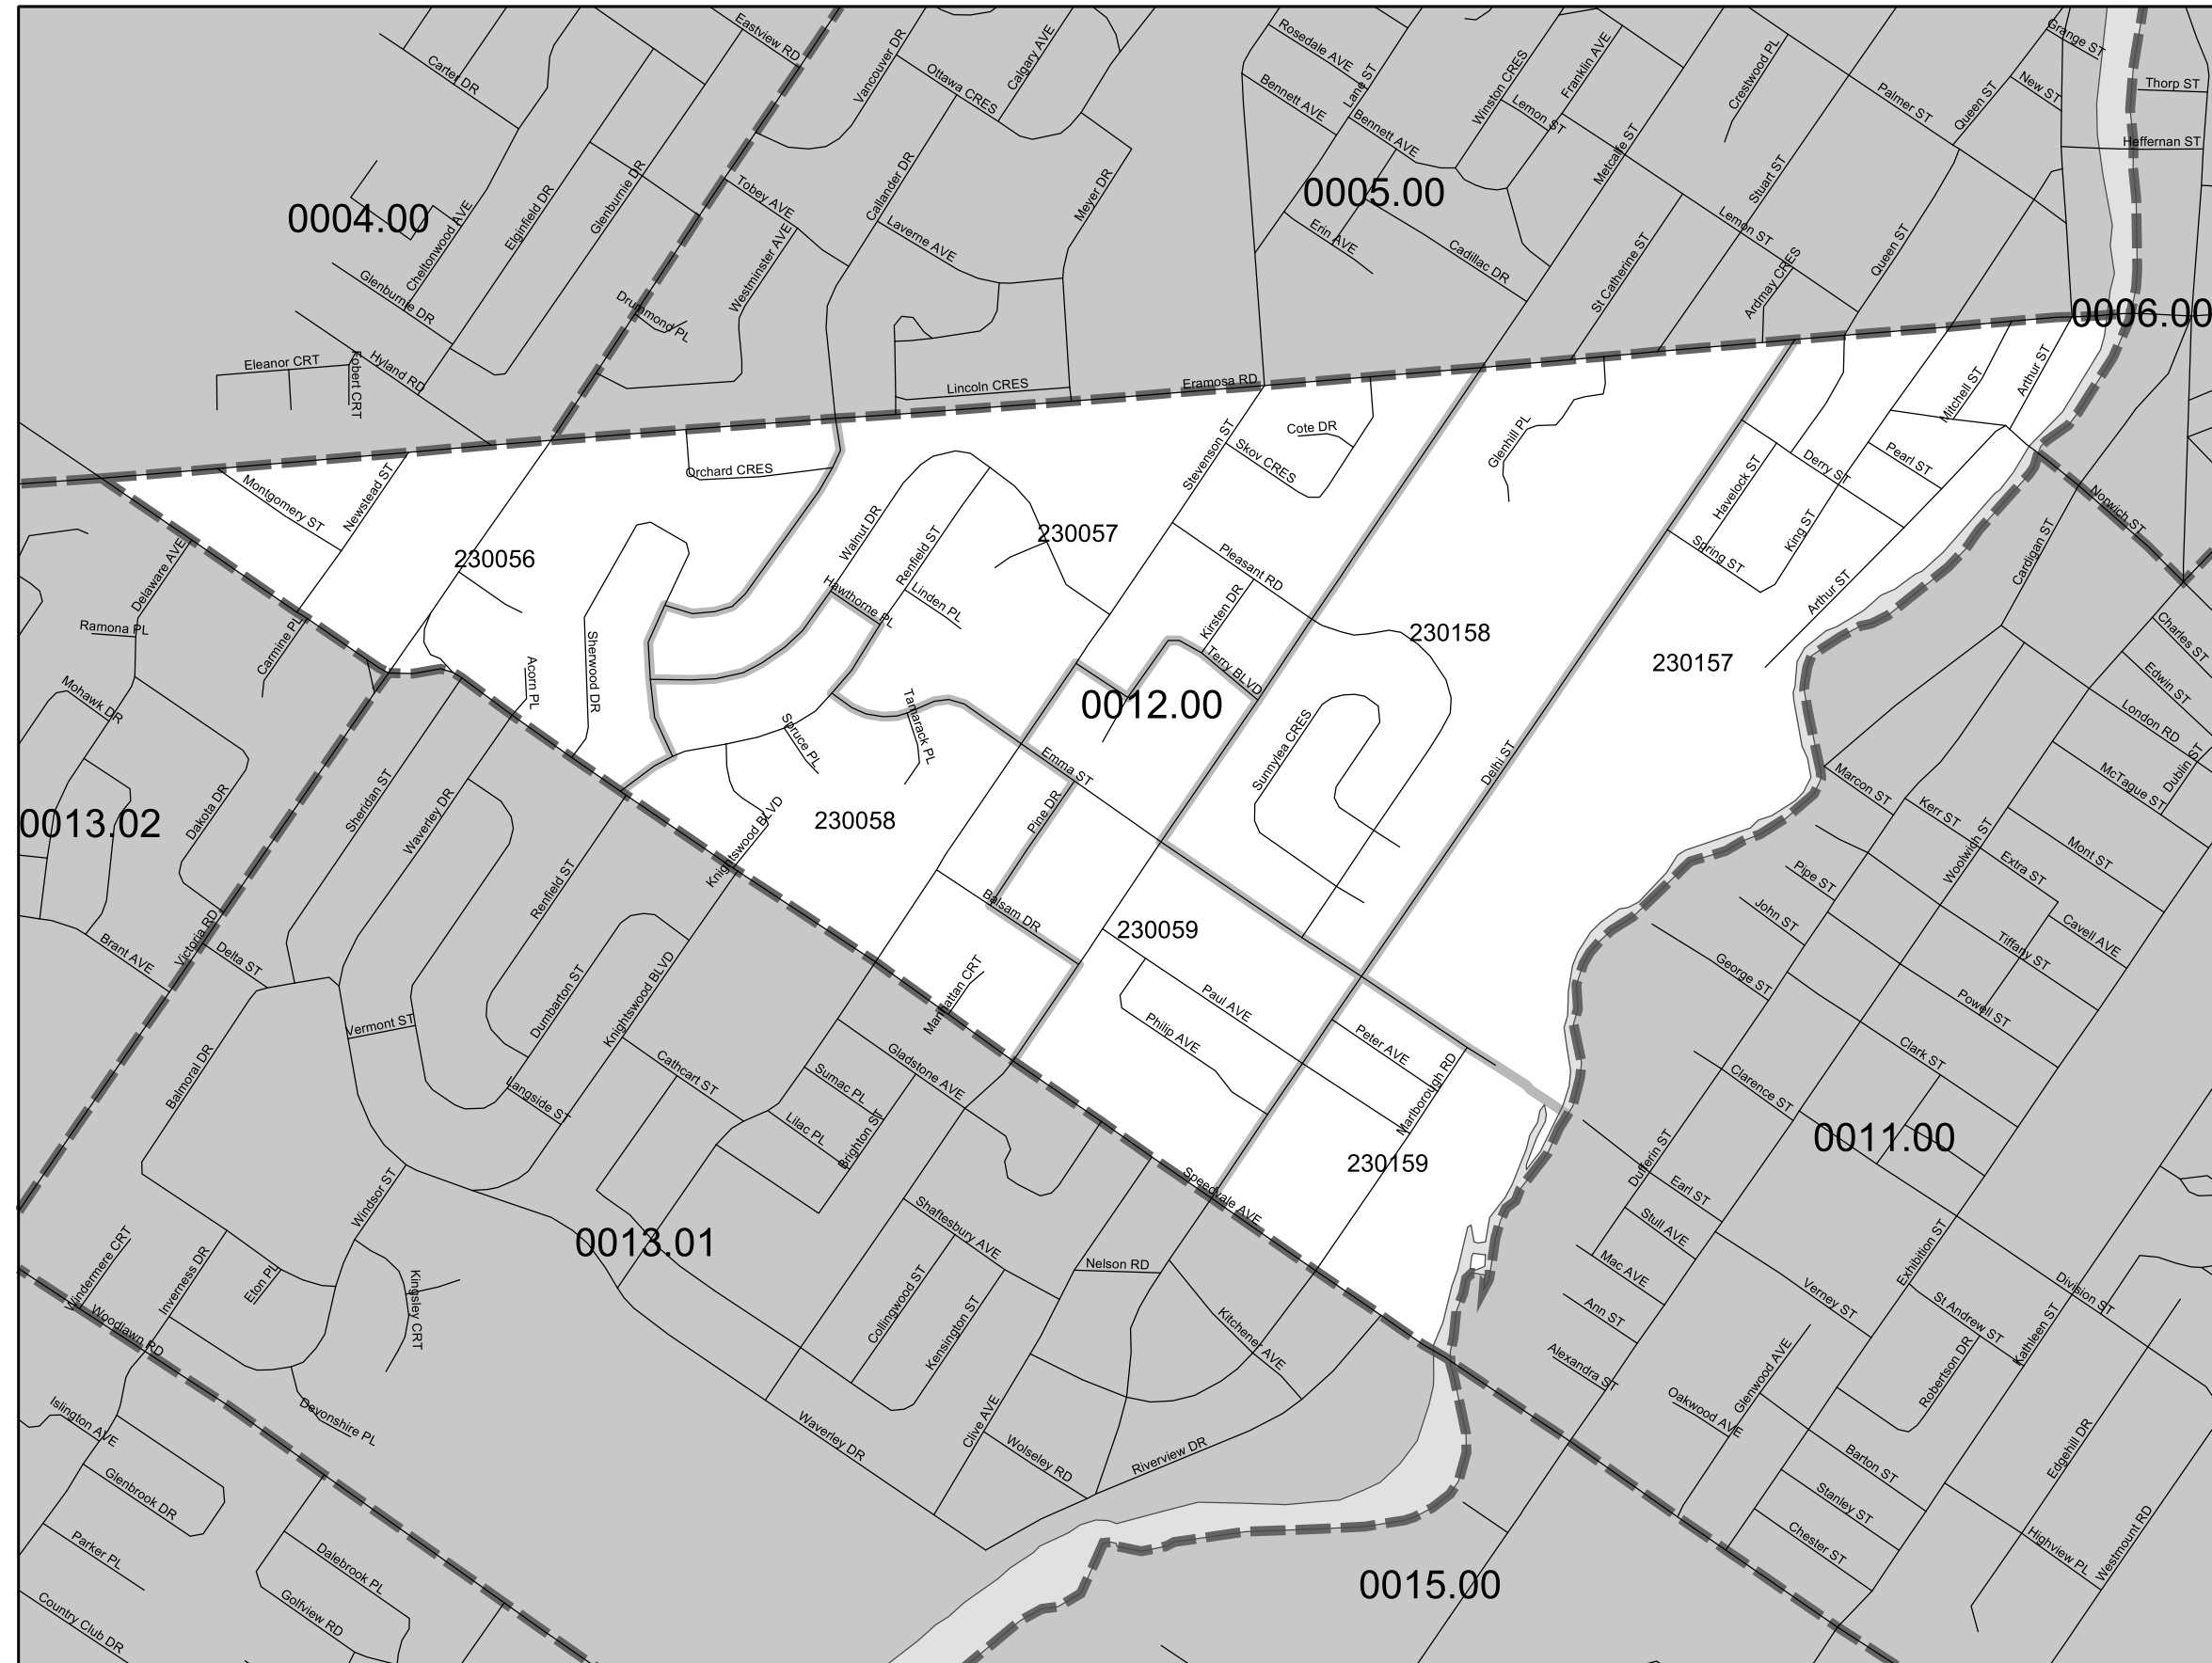 Eastview RD
Carter DR
Vancouver DR
Ottawa CRES
Calgary AVE
Rosedale AVE
Bennett AVE
Lane ST
Bennett AVE
Winston CRES
Lemon ST
Franklin AVE
Crestwood PL
Palmer ST
Queen ST
New ST
Grange ST
Thorp ST
Heffernan ST
0004.00
Cheltonwood AVE
Elginfield DR
Glenburnie DR
Glenburnie DR
Tobey AVE
Westminster AVE
Callander DR
Laverne AVE
Meyer DR
0005.00
Erin AVE
Cadillac DR
Metcalfe ST
St Catherine ST
Stuart ST
Lemon ST
Ardmay CRES
Queen ST
0006.00
Drummond PL
Eleanor CRT
Robert CRT
Hyland RD
Lincoln CRES
Eramosa RD
Orchard CRES
Montgomery ST
Newstead ST
230056
Walnut DR
Renfield ST
Hawthorne PL
Linden PL
230057
Stevenson ST
Cote DR
Skov CRES
Glenhill PL
Pleasant RD
Kirsten DR
Terry BLVD
230158
Havelock ST
Derry ST
Pearl ST
Mitchell ST
Arthur ST
King ST
Spring ST
Arthur ST
230157
Norwich ST
Cardigan ST
Charles ST
Edwin ST
London RD
Dublin ST
McTague ST
Delaware AVE
Ramona PL
Carmine PL
Mohawk DR
Acorn PL
Sherwood DR
Spruce PL
Tamarack PL
0012.00
Emma ST
Sunnylea CRES
Delhi ST
Marcon ST
Kerr ST
Woolwich ST
Extra ST
Mont ST
0013.02
Dakota DR
Sheridan ST
Waverley DR
Renfield ST
Knightswood BLVD
230058
Pine DR
Balsam DR
230059
Pipe ST
John ST
George ST
Tiffany ST
Cavell AVE
Powell ST
Brant AVE
Victoria RD
Delta ST
Vermont ST
Balmoral DR
Dumbarton ST
Knightswood BLVD
Langside ST
Cathcart ST
Manhattan CRT
Gladstone AVE
Sumac PL
Lilac PL
Brighton ST
Paul AVE
Philip AVE
Peter AVE
Marlborough RD
230159
Clark ST
Clarence ST
0011.00
Dufferin ST
Earl ST
Stull AVE
Mac AVE
Ann ST
Alexandra ST
Speedvale AVE
Windsor ST
0013.01
Shaftesbury AVE
Collingwood ST
Kensington ST
Nelson RD
Kitchener AVE
Verney ST
Exhibition ST
St Andrew ST
Division ST
Kathleen ST
Robertson DR
Glenwood AVE
Oakwood AVE
Windermere CRT
Woodlawn RD
Inverness DR
Eton PL
Kingsley CRT
Devonshire PL
Islington AVE
Glenbrook DR
Parker PL
Country Club DR
Dalebrook PL
Golfview RD
Waverley DR
Clive AVE
Wolseley RD
Riverview DR
0015.00
Barton ST
Stanley ST
Chester ST
Edgehill DR
Highview PL
Westmount RD